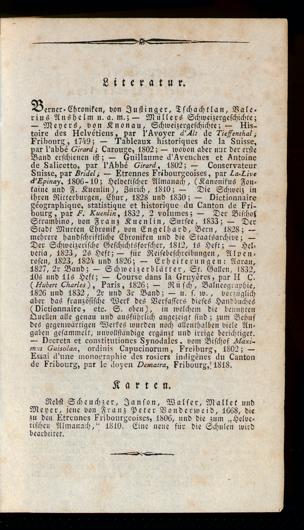 Literatur.
Berner-Chroniken, von Justinger, Tschachtlan, Vale-
rius Anshelm u. a. m.; — Müllers Schweizergeschichte;
— Meyers, von Knonau, Schweizergeschichte; — His-
toire des Helvétiens, par l'Avoyer d'Alt de Tieffenthal;
Fribourg, 1749; — Tableaux historiques de la Suisse,
par l'abbé Girard; Carouge, 1802; — wovon aber nur der erste
Band erschienen ist; — Guillaume d'Avenches et Antoine
de Salicetto, par l'Abbé Girard, 1802; — Conservateur
Suisse, par Bridel; — Etrennes Fribourgeoises, par La-Live
d'Epinay, 1806-10; Helvetischer Almanach, (Kanton Fon-
taine und F. Kuenlin), Zürich, 1810; — Die Schweiz in
ihren Ritterburgen, Chur, 1828 und 1830; — Dictionnaire
géographique, statistique et historique du Canton de Fri-
bourg, par F. Kuenlin, 1832, 2 volumes; — Der Bischof
Strambino, von Franz Kuenlin, Sursee, 1833; — Der
Stadt Murten Chronik, von Engelhard, Bern, 1828; —
mehrere handschriftliche Chroniken und die Staatsarchive; —
Der Schweizerische Geschichtsforscher, 1812, 1s Heft; — Hel-
vetia, 1823, 2s Heft; — für Reisebeschreibungen, Alpen-
rosen, 1823, 1824 und 1826; — Erheiterungen, Aarau,
1827, 2r Band; — Schweizerblätter, St. Gallen, 1832,
10s und 11s Heft; — Course dans la Gruyères, par H C.
(Hubert Charles), Paris, 1826; — Rüsch, Balneographie,
1826 und 1832, 2r und 3r Band; — u. s. w., vorzüglich
aber das französische Werk des Verfassers dieses Handbuches
(Dictionnaire, etc. S. oben), in welchem die benutzten
Quellen alle genau und ausführlich angezeigt sind; zum Behuf
des gegenwärtigen Werkes wurden noch allenthalben viele An-
gaben gesammelt, unvollständige ergänzt und irrige berichtigt.
— Decreta et constitutiones Synodales, vom Bischof Maxi-
mus Guisolan, ordinis Capucinorum, Freiburg, 1802; —
Essai d'une monographie des rosiers indigènes du Canton
de Fribourg, par le doyen Demaera, Fribourg, 1818.
Karten.
Nebst Scheuchzer, Janson, Walser, Mallet und
Meyer, jene von Franz Peter Vonderweid, 1668, die
zu den Etrennes Fribourgeoises, 1806, und die zum „Helve-
tischen Almanach," 1810. Eine neue für die Schulen wird
bearbeitet.